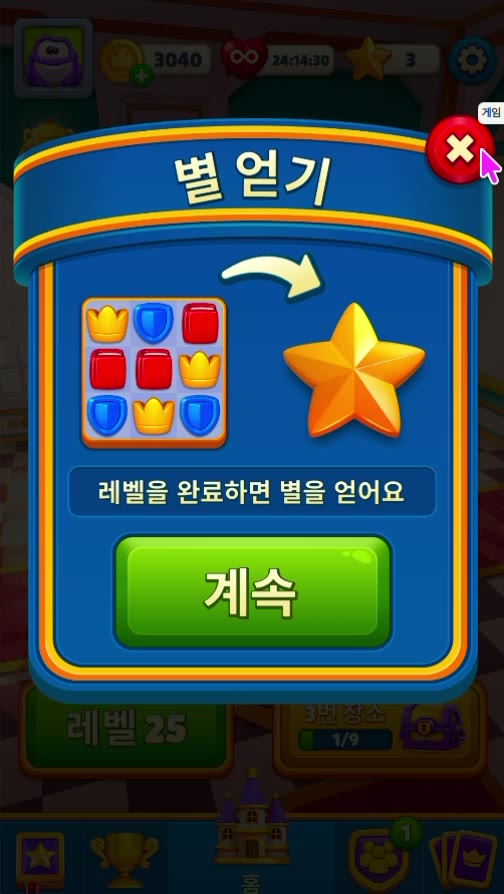 3040
24:14:30
3
게임
별 얻기
레벨을 완료하면 별을 얻어요
계속
레벨 25
3번 장소
1/9
1
홈